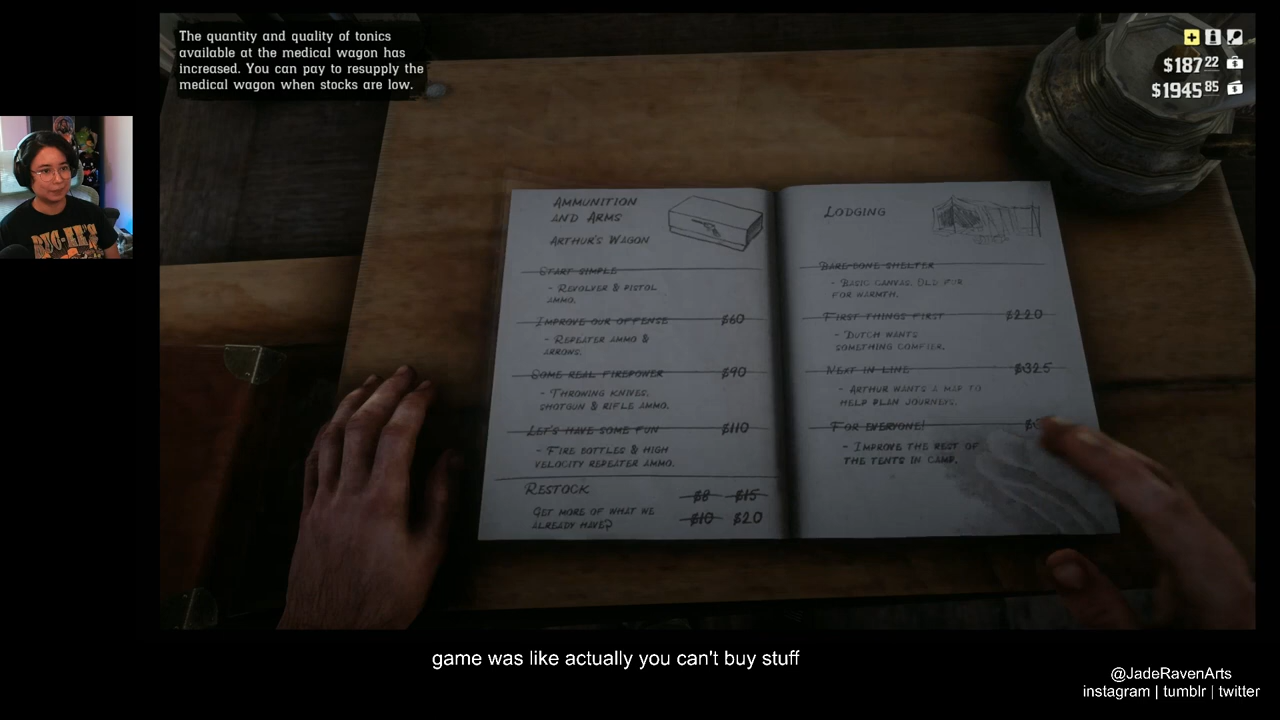 The quantity and quality of tonics
available at the medical wagon has
increased. You can pay to resupply the
medical wagon when stocks are low.
$187 22
$1945 85
AMMUNITION
AND ARMS
ARTHUR'S WAGON
START SIMPLE
- REVOLVER & PISTOL
AMMO.
IMPROVE OUR OFFENSE $60
- REPEATER AMMO &
ARROWS.
SOME REAL FIREPOWER $90
- THROWING KNIVES,
SHOTGUN & RIFLE AMMO.
LET'S HAVE SOME FUN $110
- FIRE BOTTLES & HIGH
VELOCITY REPEATER AMMO.
RESTOCK $8 $15
GET MORE OF WHAT WE $10 $20
ALREADY HAVE?
LODGING
BARE-BONE SHELTER
- BASIC CANVAS. OLD FUR
FOR WARMTH.
FIRST THINGS FIRST $220
- DUTCH WANTS
SOMETHING COMFIER.
NEXT IN LINE $325
- ARTHUR WANTS A MAP TO
HELP PLAN JOURNEYS.
FOR EVERYONE!
- IMPROVE THE REST OF
THE TENTS IN CAMP.
game was like actually you can't buy stuff
@JadeRavenArts
instagram | tumblr | twitter